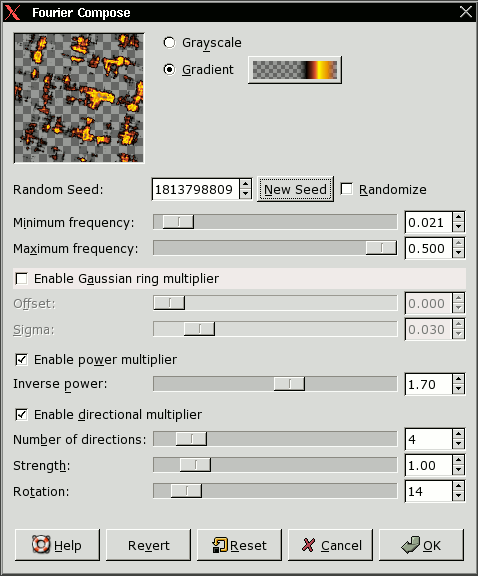 Fourier Compose
Grayscale
Gradient
Random Seed: 1813798809 New Seed Randomize
Minimum frequency: 0.021
Maximum frequency: 0.500
Enable Gaussian ring multiplier
Offset: 0.000
Sigma: 0.030
Enable power multiplier
Inverse power: 1.70
Enable directional multiplier
Number of directions: 4
Strength: 1.00
Rotation: 14
Help Revert Reset Cancel OK